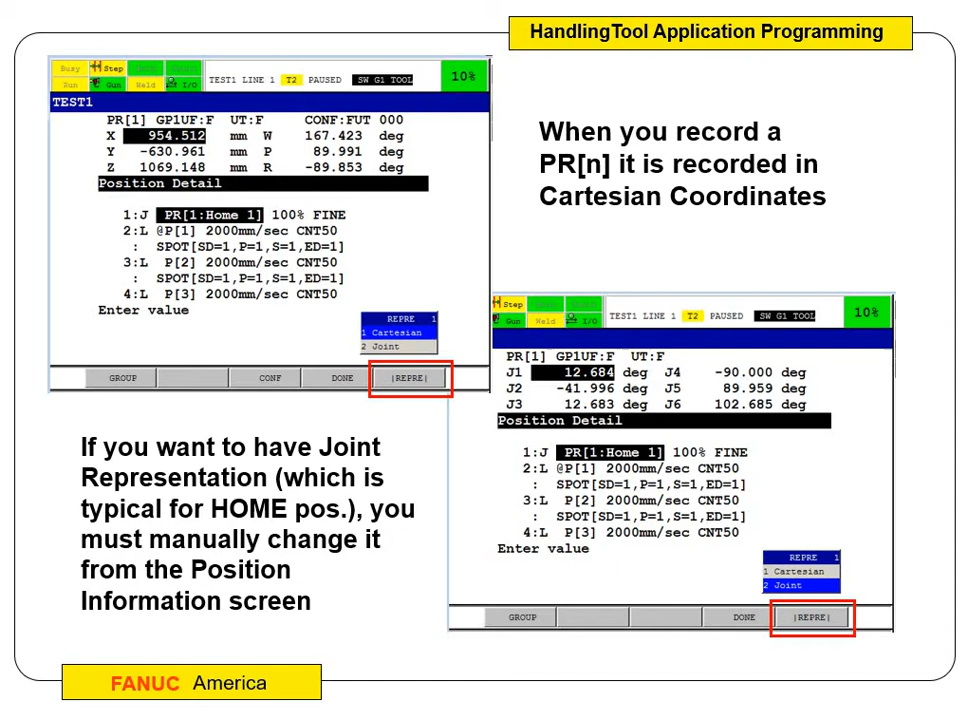 HandlingTool Application Programming
Busy Step
Run Gun Weld I/O
TEST1 LINE 1 T2 PAUSED SW G1 TOOL
10%
TEST1
PR[1] GP1UF:F UT:F CONF:FUT 000
X 954.512 mm W 167.423 deg
Y -630.961 mm P 89.991 deg
Z 1069.148 mm R -89.853 deg
Position Detail
1:J PR[1:Home 1] 100% FINE
2:L @P[1] 2000mm/sec CNT50
: SPOT[SD=1,P=1,S=1,ED=1]
3:L P[2] 2000mm/sec CNT50
: SPOT[SD=1,P=1,S=1,ED=1]
4:L P[3] 2000mm/sec CNT50
Enter value
REPRE 1
1 Cartesian
2 Joint
GROUP CONF DONE |REPRE|
When you record a
PR[n] it is recorded in
Cartesian Coordinates
Step
Gun Weld I/O
TEST1 LINE 1 T2 PAUSED SW G1 TOOL
10%
PR[1] GP1UF:F UT:F
J1 12.684 deg J4 -90.000 deg
J2 -41.996 deg J5 89.959 deg
J3 12.683 deg J6 102.685 deg
Position Detail
1:J PR[1:Home 1] 100% FINE
2:L @P[1] 2000mm/sec CNT50
: SPOT[SD=1,P=1,S=1,ED=1]
3:L P[2] 2000mm/sec CNT50
: SPOT[SD=1,P=1,S=1,ED=1]
4:L P[3] 2000mm/sec CNT50
Enter value
REPRE 1
1 Cartesian
2 Joint
GROUP DONE |REPRE|
If you want to have Joint
Representation (which is
typical for HOME pos.), you
must manually change it
from the Position
Information screen
FANUC America